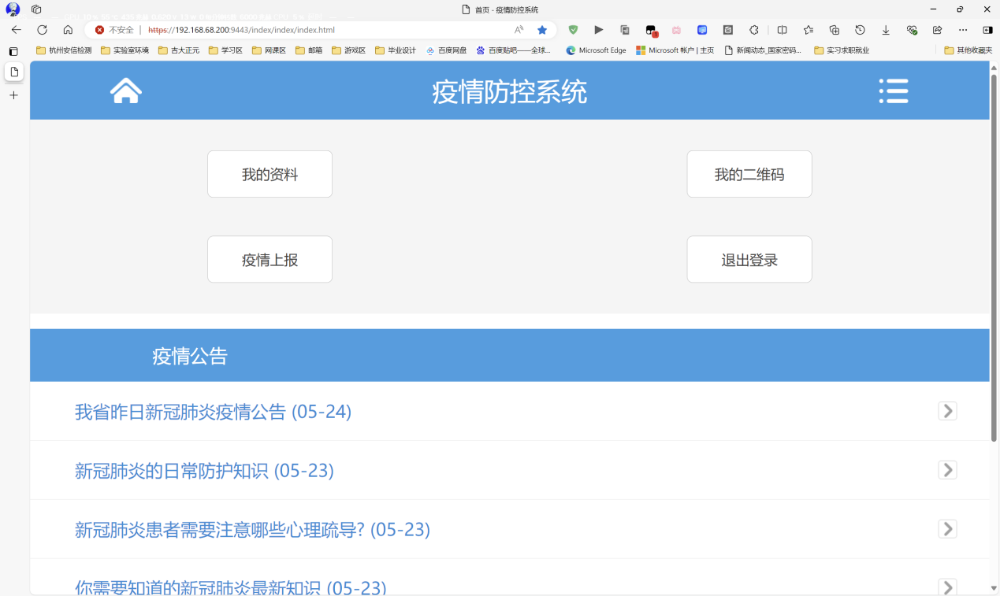 首页 - 疫情防控系统
不安全 | https://192.168.68.200:9443/index/index/index.html
杭州安信检测 实验室环境 吉大正元 学习区 网课区 邮箱 游戏区 毕业设计 百度网盘 百度贴吧——全球... Microsoft Edge Microsoft 帐户 | 主页 新闻动态_国家密码... 实习求职就业 其他收藏夹
疫情防控系统
我的资料 我的二维码
疫情上报 退出登录
疫情公告
我省昨日新冠肺炎疫情公告 (05-24)
新冠肺炎的日常防护知识 (05-23)
新冠肺炎患者需要注意哪些心理疏导? (05-23)
你需要知道的新冠肺炎最新知识 (05-23)